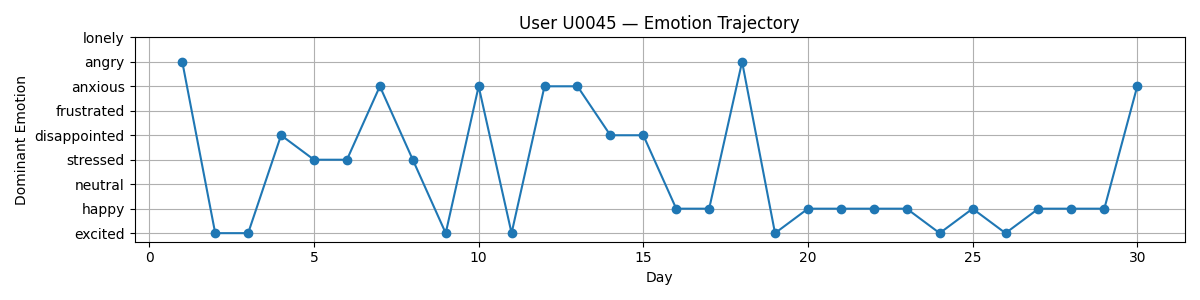 User U0045 — Emotion Trajectory
lonely
angry
anxious
frustrated
disappointed
stressed
neutral
happy
excited
Dominant Emotion
0 5 10 15 20 25 30
Day